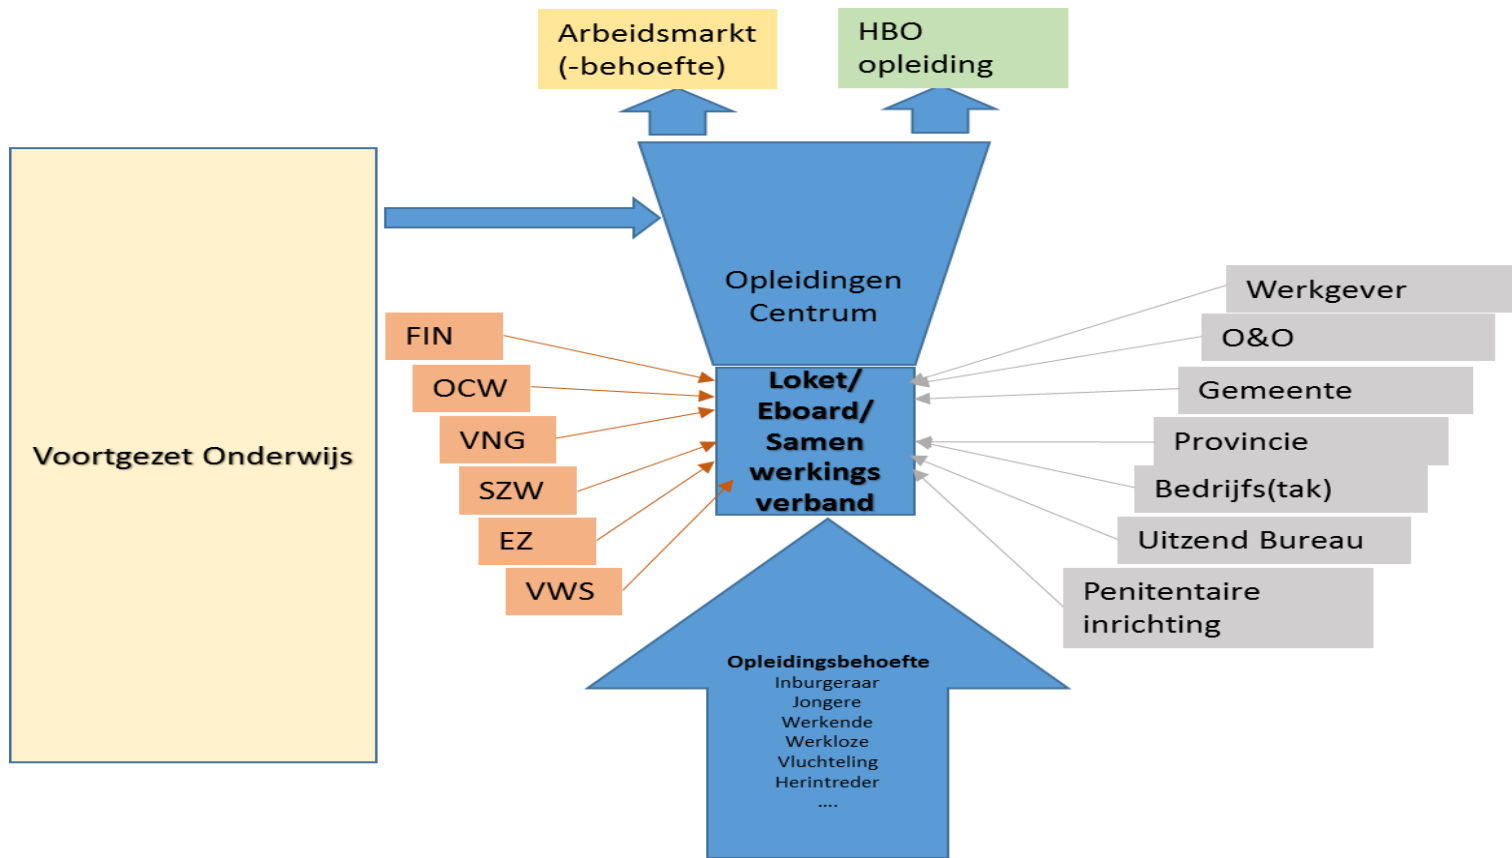 Arbeidsmarkt
(-behoefte)
HBO
opleiding
Voortgezet Onderwijs
Opleidingen
Centrum
FIN
OCW
VNG
SZW
EZ
VWS
Loket/
Eboard/
Samen
werkings
verband
Werkgever
O&O
Gemeente
Provincie
Bedrijfs(tak)
Uitzend Bureau
Penitentaire
inrichting
Opleidingsbehoefte
Inburgeraar
Jongere
Werkende
Werkloze
Vluchteling
Herintreder
....